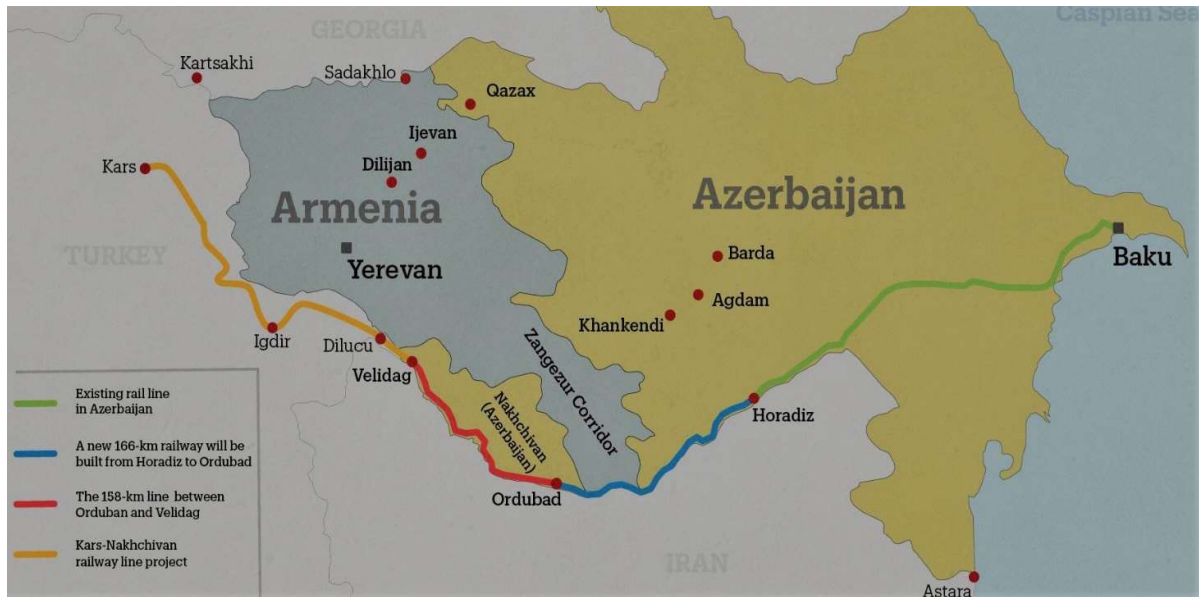 Caspian Sea
GEORGIA
Kartsakhi
Sadakhlo
Qazax
Ijevan
Kars
Dilijan
Armenia
Azerbaijan
TURKEY
Yerevan
Barda
Baku
Agdam
Khankendi
Igdir
Dilucu
Velidag
Zangezur Corridor
Nakhchivan
(Azerbaijan)
Horadiz
Ordubad
IRAN
Astara
Existing rail line
in Azerbaijan
A new 166-km railway will be
built from Horadiz to Ordubad
The 158-km line between
Orduban and Velidag
Kars-Nakhchivan
railway line project